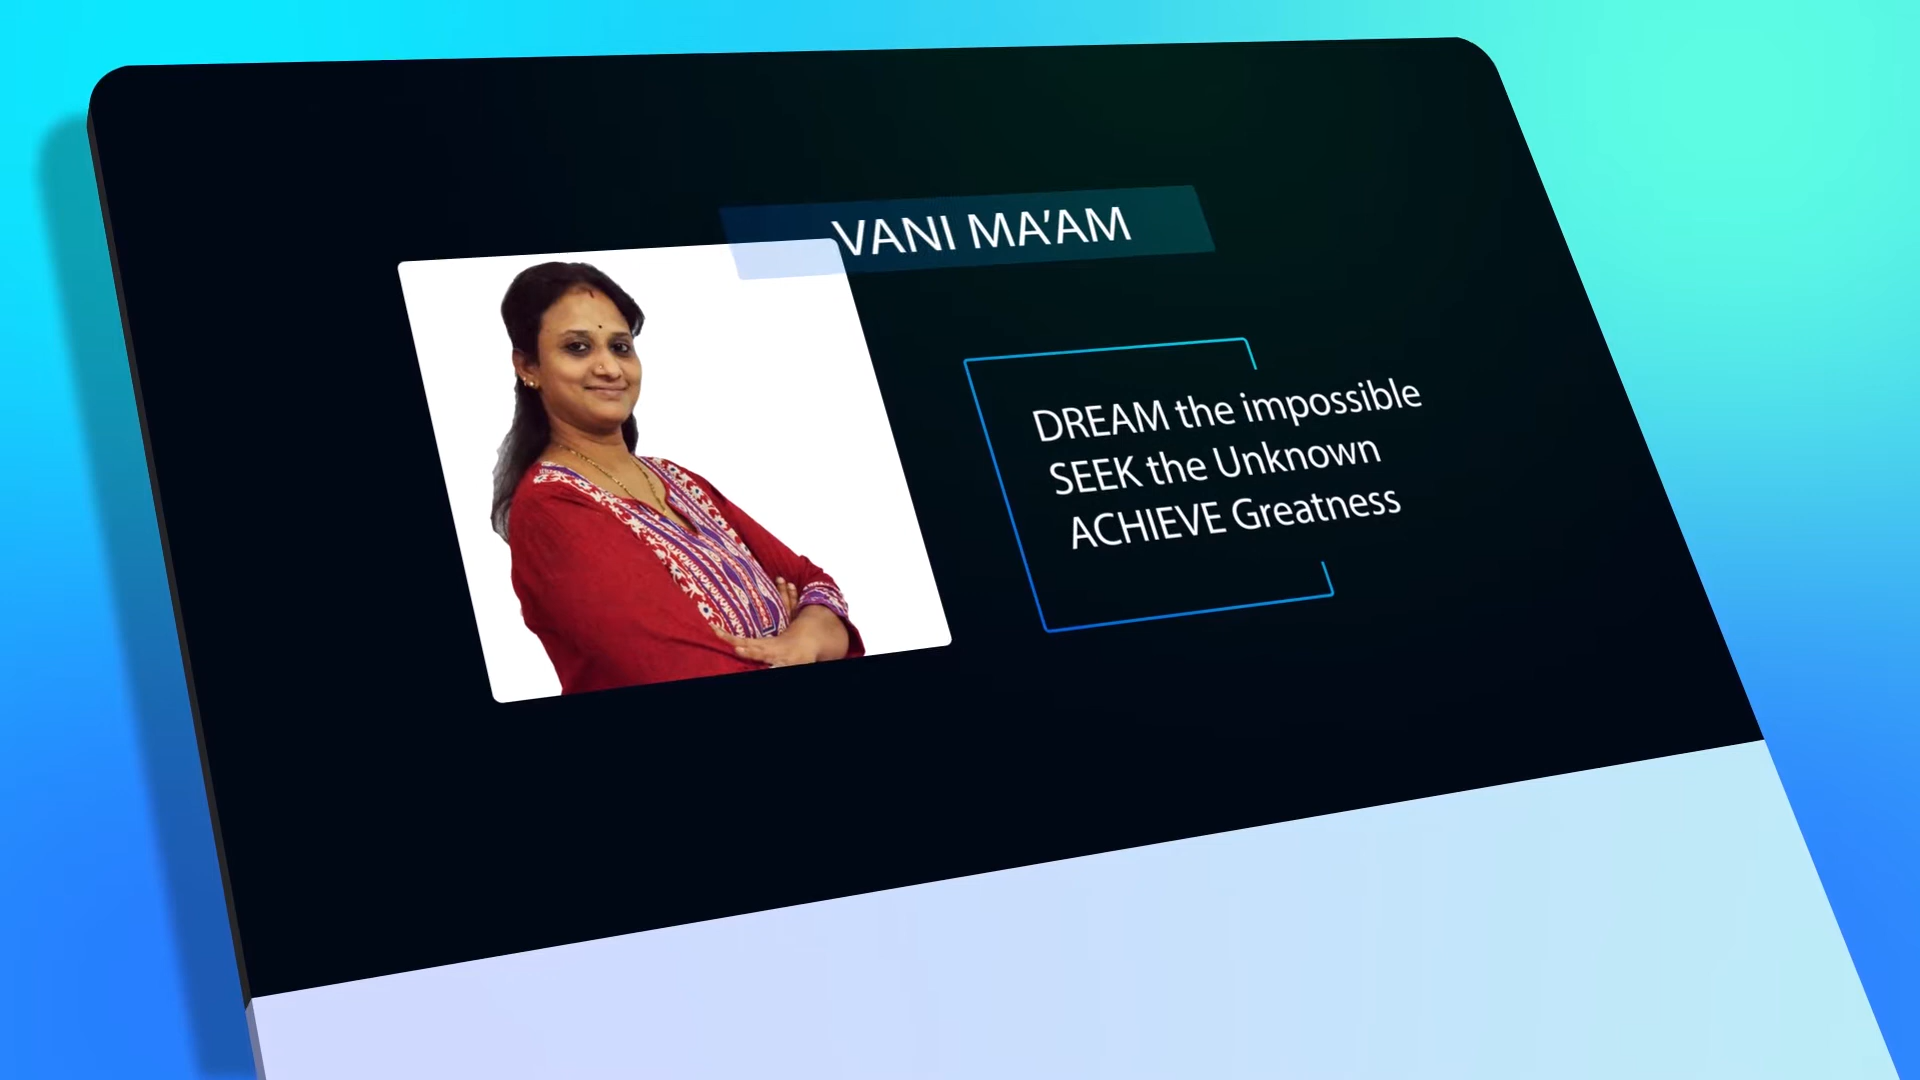 VANI MA’AM
DREAM the impossible
SEEK the Unknown
ACHIEVE Greatness